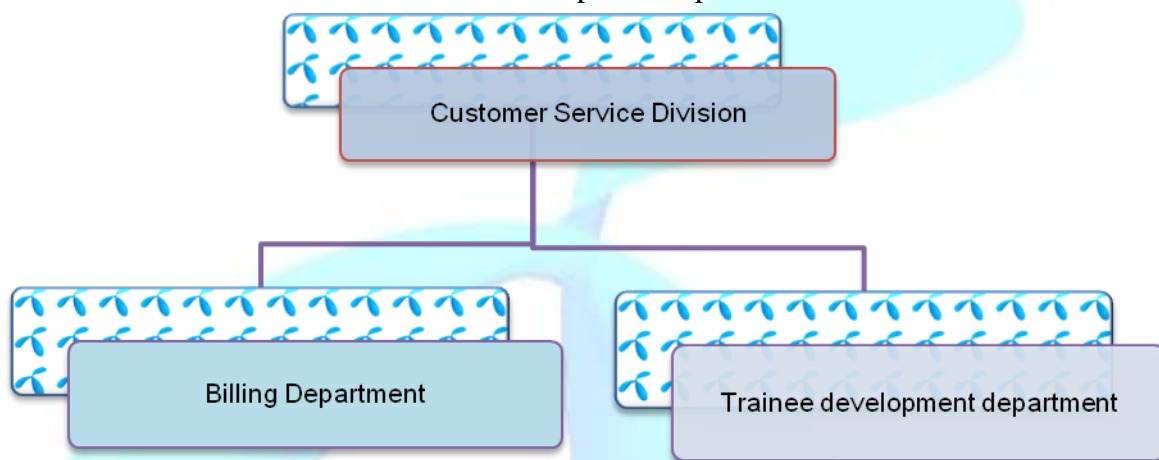 Customer Service Division
Billing Department
Trainee development department